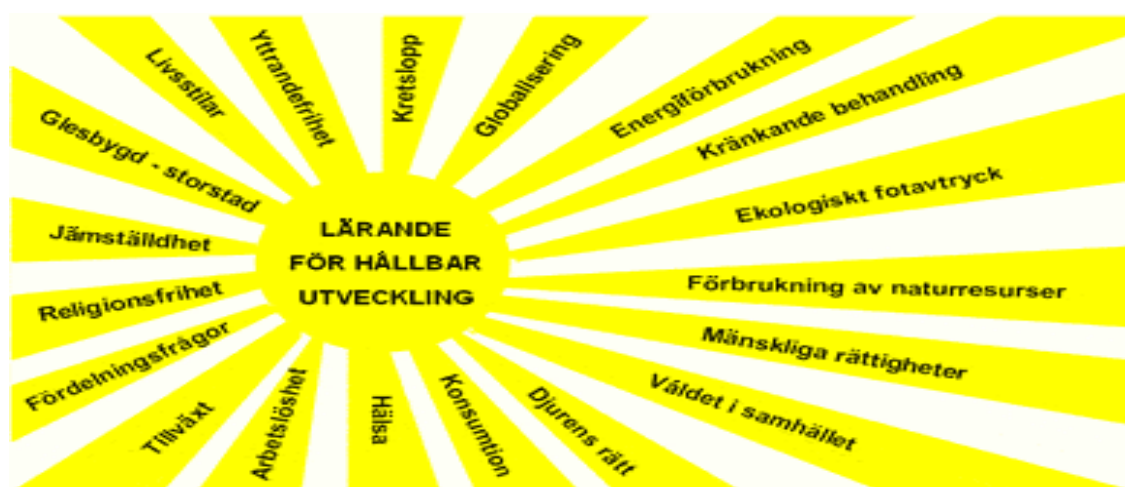 LÄRANDE
FÖR HÅLLBAR
UTVECKLING
Livsstilar
Yttrandefrihet
Kretslopp
Globalisering
Energiförbrukning
Kränkande behandling
Ekologiskt fotavtryck
Förbrukning av naturresurser
Mänskliga rättigheter
Våldet i samhället
Djurens rätt
Konsumtion
Hälsa
Arbetslöshet
Tillväxt
Fördelningsfrågor
Religionsfrihet
Jämställdhet
Glesbygd - storstad